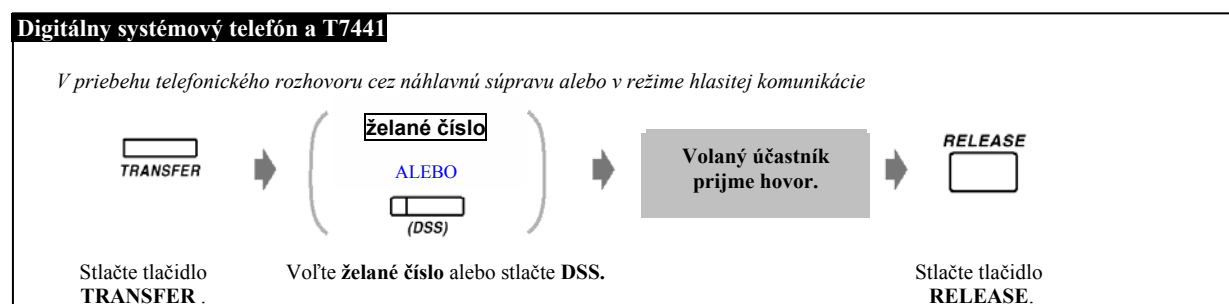 Digitálny systémový telefón a T7441
V priebehu telefonického rozhovoru cez náhlavnú súpravu alebo v režime hlasitej komunikácie
želané číslo
ALEBO
(DSS)
TRANSFER
Volaný účastník
prijme hovor.
RELEASE
Stlačte tlačidlo
TRANSFER .
Voľte želané číslo alebo stlačte DSS.
Stlačte tlačidlo
RELEASE.